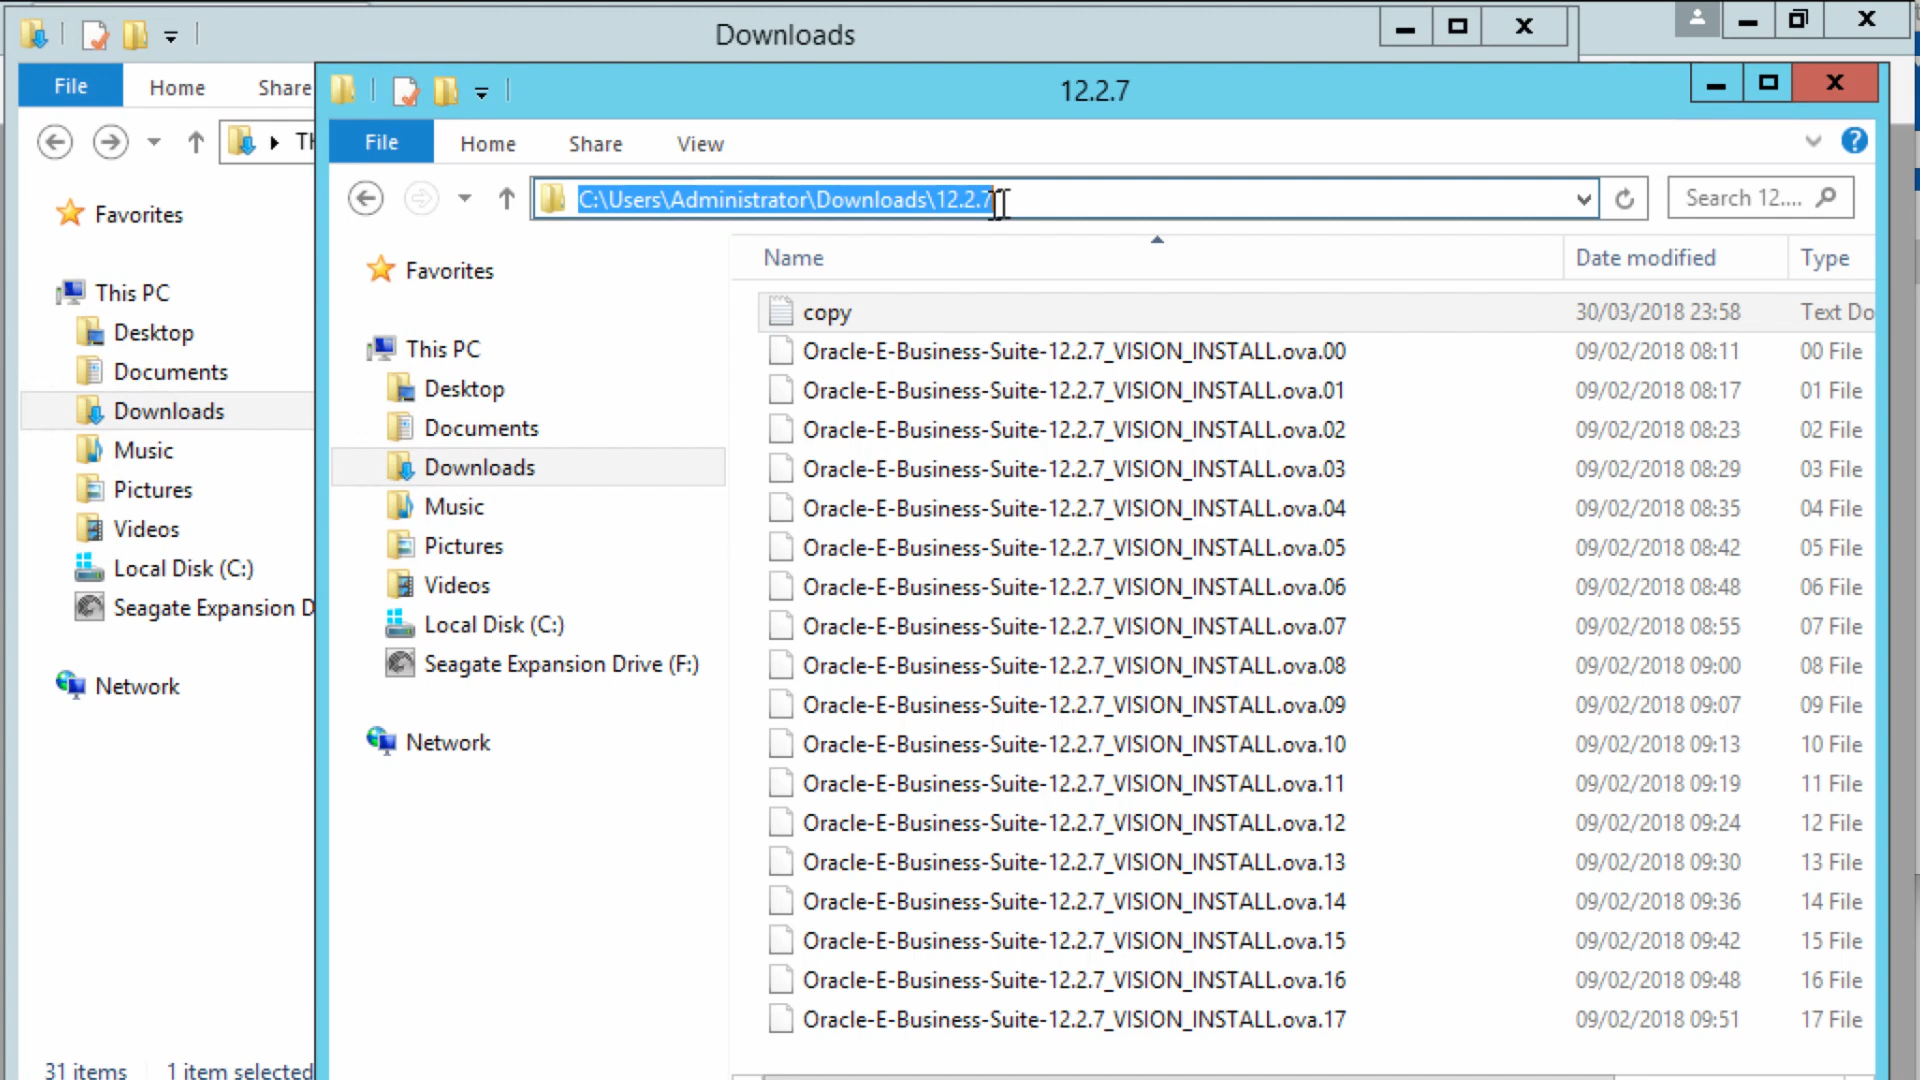 Downloads
File
Home
Share
Favorites
This PC
Desktop
Documents
Downloads
Music
Pictures
Videos
Local Disk (C:)
Seagate Expansion D
Network
31 items
1 item selected
12.2.7
File
Home
Share
View
C:\Users\Administrator\Downloads\12.2.7
Search 12....
Favorites
This PC
Desktop
Documents
Downloads
Music
Pictures
Videos
Local Disk (C:)
Seagate Expansion Drive (F:)
Network
Name Date modified Type
copy 30/03/2018 23:58 Text Do
Oracle-E-Business-Suite-12.2.7_VISION_INSTALL.ova.00 09/02/2018 08:11 00 File
Oracle-E-Business-Suite-12.2.7_VISION_INSTALL.ova.01 09/02/2018 08:17 01 File
Oracle-E-Business-Suite-12.2.7_VISION_INSTALL.ova.02 09/02/2018 08:23 02 File
Oracle-E-Business-Suite-12.2.7_VISION_INSTALL.ova.03 09/02/2018 08:29 03 File
Oracle-E-Business-Suite-12.2.7_VISION_INSTALL.ova.04 09/02/2018 08:35 04 File
Oracle-E-Business-Suite-12.2.7_VISION_INSTALL.ova.05 09/02/2018 08:42 05 File
Oracle-E-Business-Suite-12.2.7_VISION_INSTALL.ova.06 09/02/2018 08:48 06 File
Oracle-E-Business-Suite-12.2.7_VISION_INSTALL.ova.07 09/02/2018 08:55 07 File
Oracle-E-Business-Suite-12.2.7_VISION_INSTALL.ova.08 09/02/2018 09:00 08 File
Oracle-E-Business-Suite-12.2.7_VISION_INSTALL.ova.09 09/02/2018 09:07 09 File
Oracle-E-Business-Suite-12.2.7_VISION_INSTALL.ova.10 09/02/2018 09:13 10 File
Oracle-E-Business-Suite-12.2.7_VISION_INSTALL.ova.11 09/02/2018 09:19 11 File
Oracle-E-Business-Suite-12.2.7_VISION_INSTALL.ova.12 09/02/2018 09:24 12 File
Oracle-E-Business-Suite-12.2.7_VISION_INSTALL.ova.13 09/02/2018 09:30 13 File
Oracle-E-Business-Suite-12.2.7_VISION_INSTALL.ova.14 09/02/2018 09:36 14 File
Oracle-E-Business-Suite-12.2.7_VISION_INSTALL.ova.15 09/02/2018 09:42 15 File
Oracle-E-Business-Suite-12.2.7_VISION_INSTALL.ova.16 09/02/2018 09:48 16 File
Oracle-E-Business-Suite-12.2.7_VISION_INSTALL.ova.17 09/02/2018 09:51 17 File